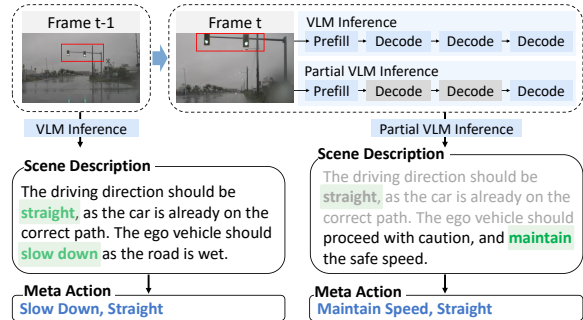 Frame t-1
Frame t
VLM Inference
Prefill Decode Decode Decode
Partial VLM Inference
Prefill Decode Decode Decode
VLM Inference
Partial VLM Inference
Scene Description
The driving direction should be
straight, as the car is already on the
correct path. The ego vehicle should
slow down as the road is wet.
Meta Action
Slow Down, Straight
Scene Description
The driving direction should be
straight, as the car is already on the
correct path. The ego vehicle should
proceed with caution, and maintain
the safe speed.
Meta Action
Maintain Speed, Straight